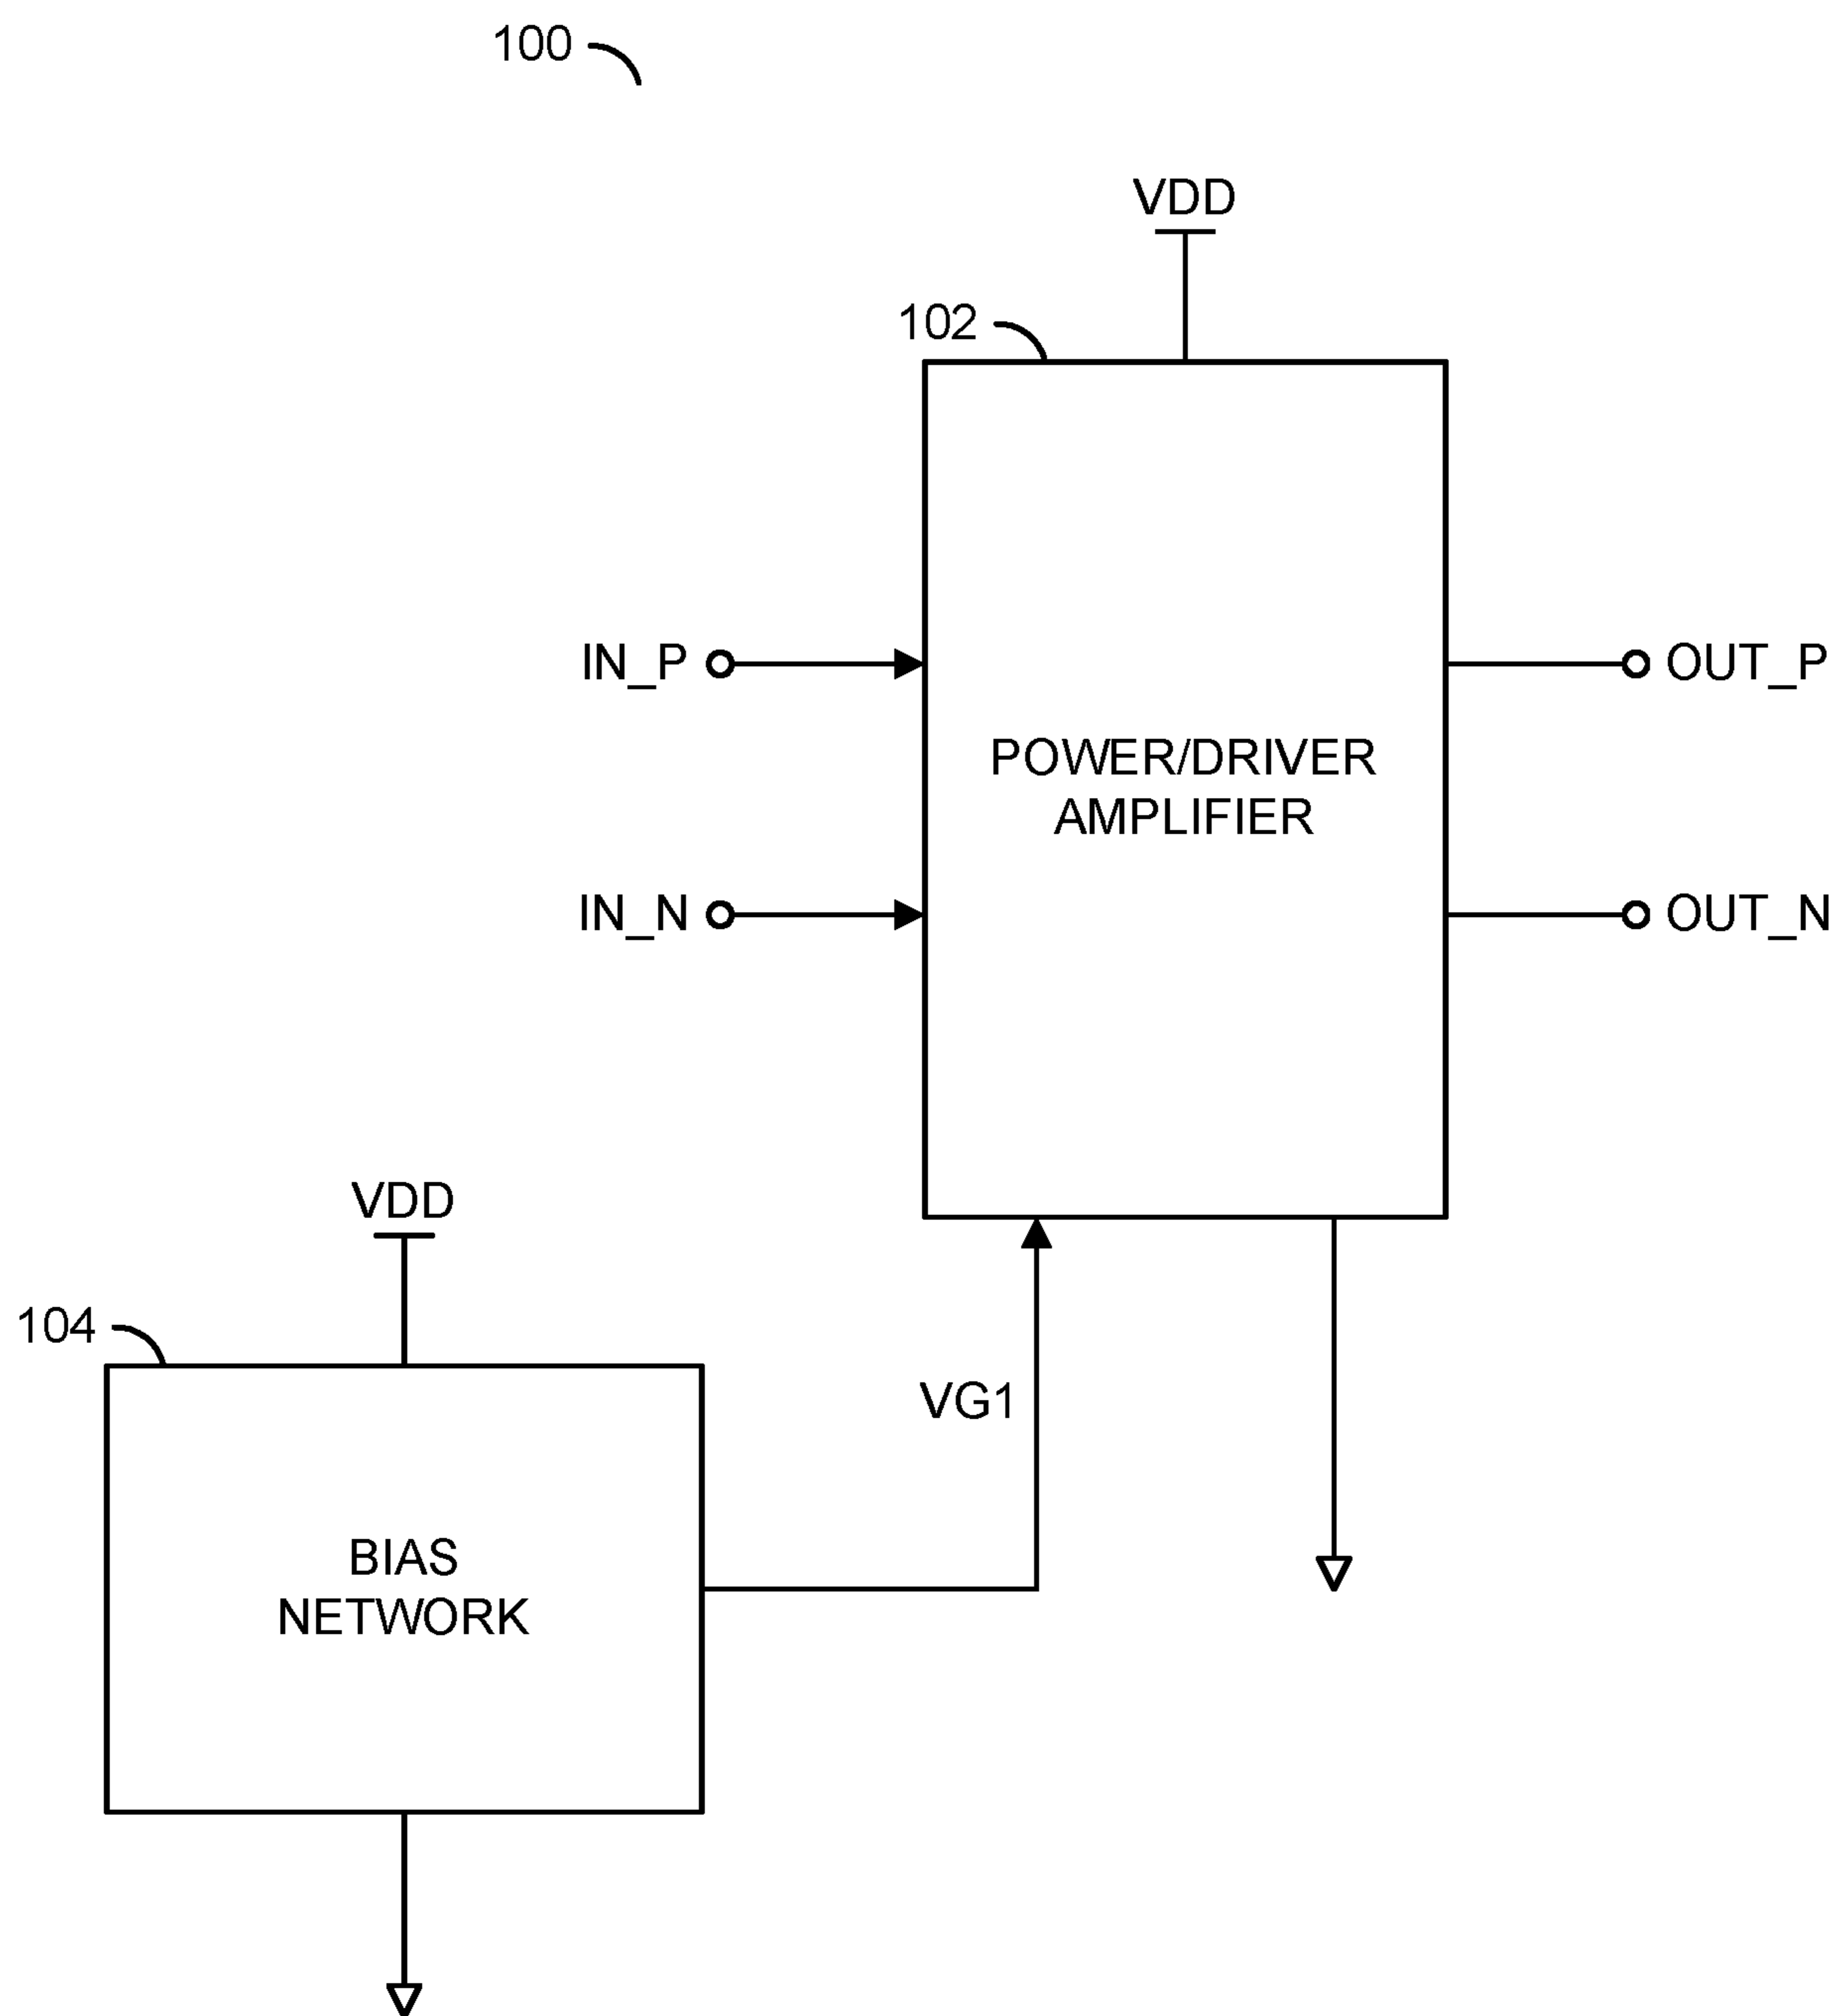 100
VDD
102
IN_P
OUT_P
POWER/DRIVER
AMPLIFIER
IN_N
OUT_N
VDD
104
VG1
BIAS
NETWORK